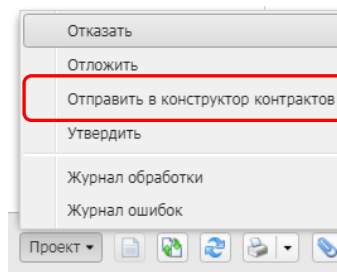 Отказать
Отложить
Отправить в конструктор контрактов
Утвердить
Журнал обработки
Журнал ошибок
Проект